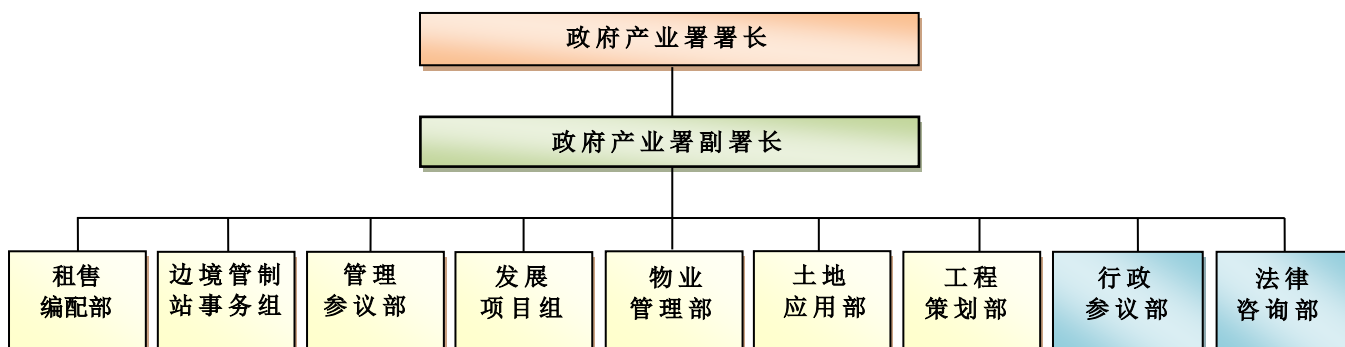 政府产业署署长
政府产业署副署长
租售
编配部
边境管制
站事务组
管理
参议部
发展
项目组
物业
管理部
土地
应用部
工程
策划部
行政
参议部
法律
咨询部